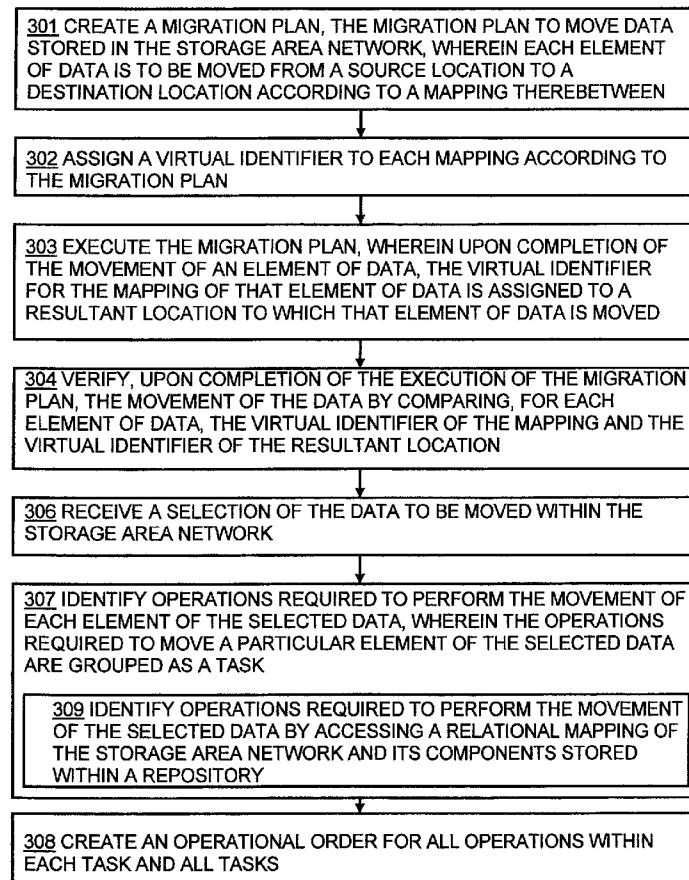 301 CREATE A MIGRATION PLAN, THE MIGRATION PLAN TO MOVE DATA
STORED IN THE STORAGE AREA NETWORK, WHEREIN EACH ELEMENT
OF DATA IS TO BE MOVED FROM A SOURCE LOCATION TO A
DESTINATION LOCATION ACCORDING TO A MAPPING THEREBETWEEN
302 ASSIGN A VIRTUAL IDENTIFIER TO EACH MAPPING ACCORDING TO
THE MIGRATION PLAN
303 EXECUTE THE MIGRATION PLAN, WHEREIN UPON COMPLETION OF
THE MOVEMENT OF AN ELEMENT OF DATA, THE VIRTUAL IDENTIFIER
FOR THE MAPPING OF THAT ELEMENT OF DATA IS ASSIGNED TO A
RESULTANT LOCATION TO WHICH THAT ELEMENT OF DATA IS MOVED
304 VERIFY, UPON COMPLETION OF THE EXECUTION OF THE MIGRATION
PLAN, THE MOVEMENT OF THE DATA BY COMPARING, FOR EACH
ELEMENT OF DATA, THE VIRTUAL IDENTIFIER OF THE MAPPING AND THE
VIRTUAL IDENTIFIER OF THE RESULTANT LOCATION
306 RECEIVE A SELECTION OF THE DATA TO BE MOVED WITHIN THE
STORAGE AREA NETWORK
307 IDENTIFY OPERATIONS REQUIRED TO PERFORM THE MOVEMENT OF
EACH ELEMENT OF THE SELECTED DATA, WHEREIN THE OPERATIONS
REQUIRED TO MOVE A PARTICULAR ELEMENT OF THE SELECTED DATA
ARE GROUPED AS A TASK
309 IDENTIFY OPERATIONS REQUIRED TO PERFORM THE MOVEMENT
OF THE SELECTED DATA BY ACCESSING A RELATIONAL MAPPING OF
THE STORAGE AREA NETWORK AND ITS COMPONENTS STORED
WITHIN A REPOSITORY
308 CREATE AN OPERATIONAL ORDER FOR ALL OPERATIONS WITHIN
EACH TASK AND ALL TASKS